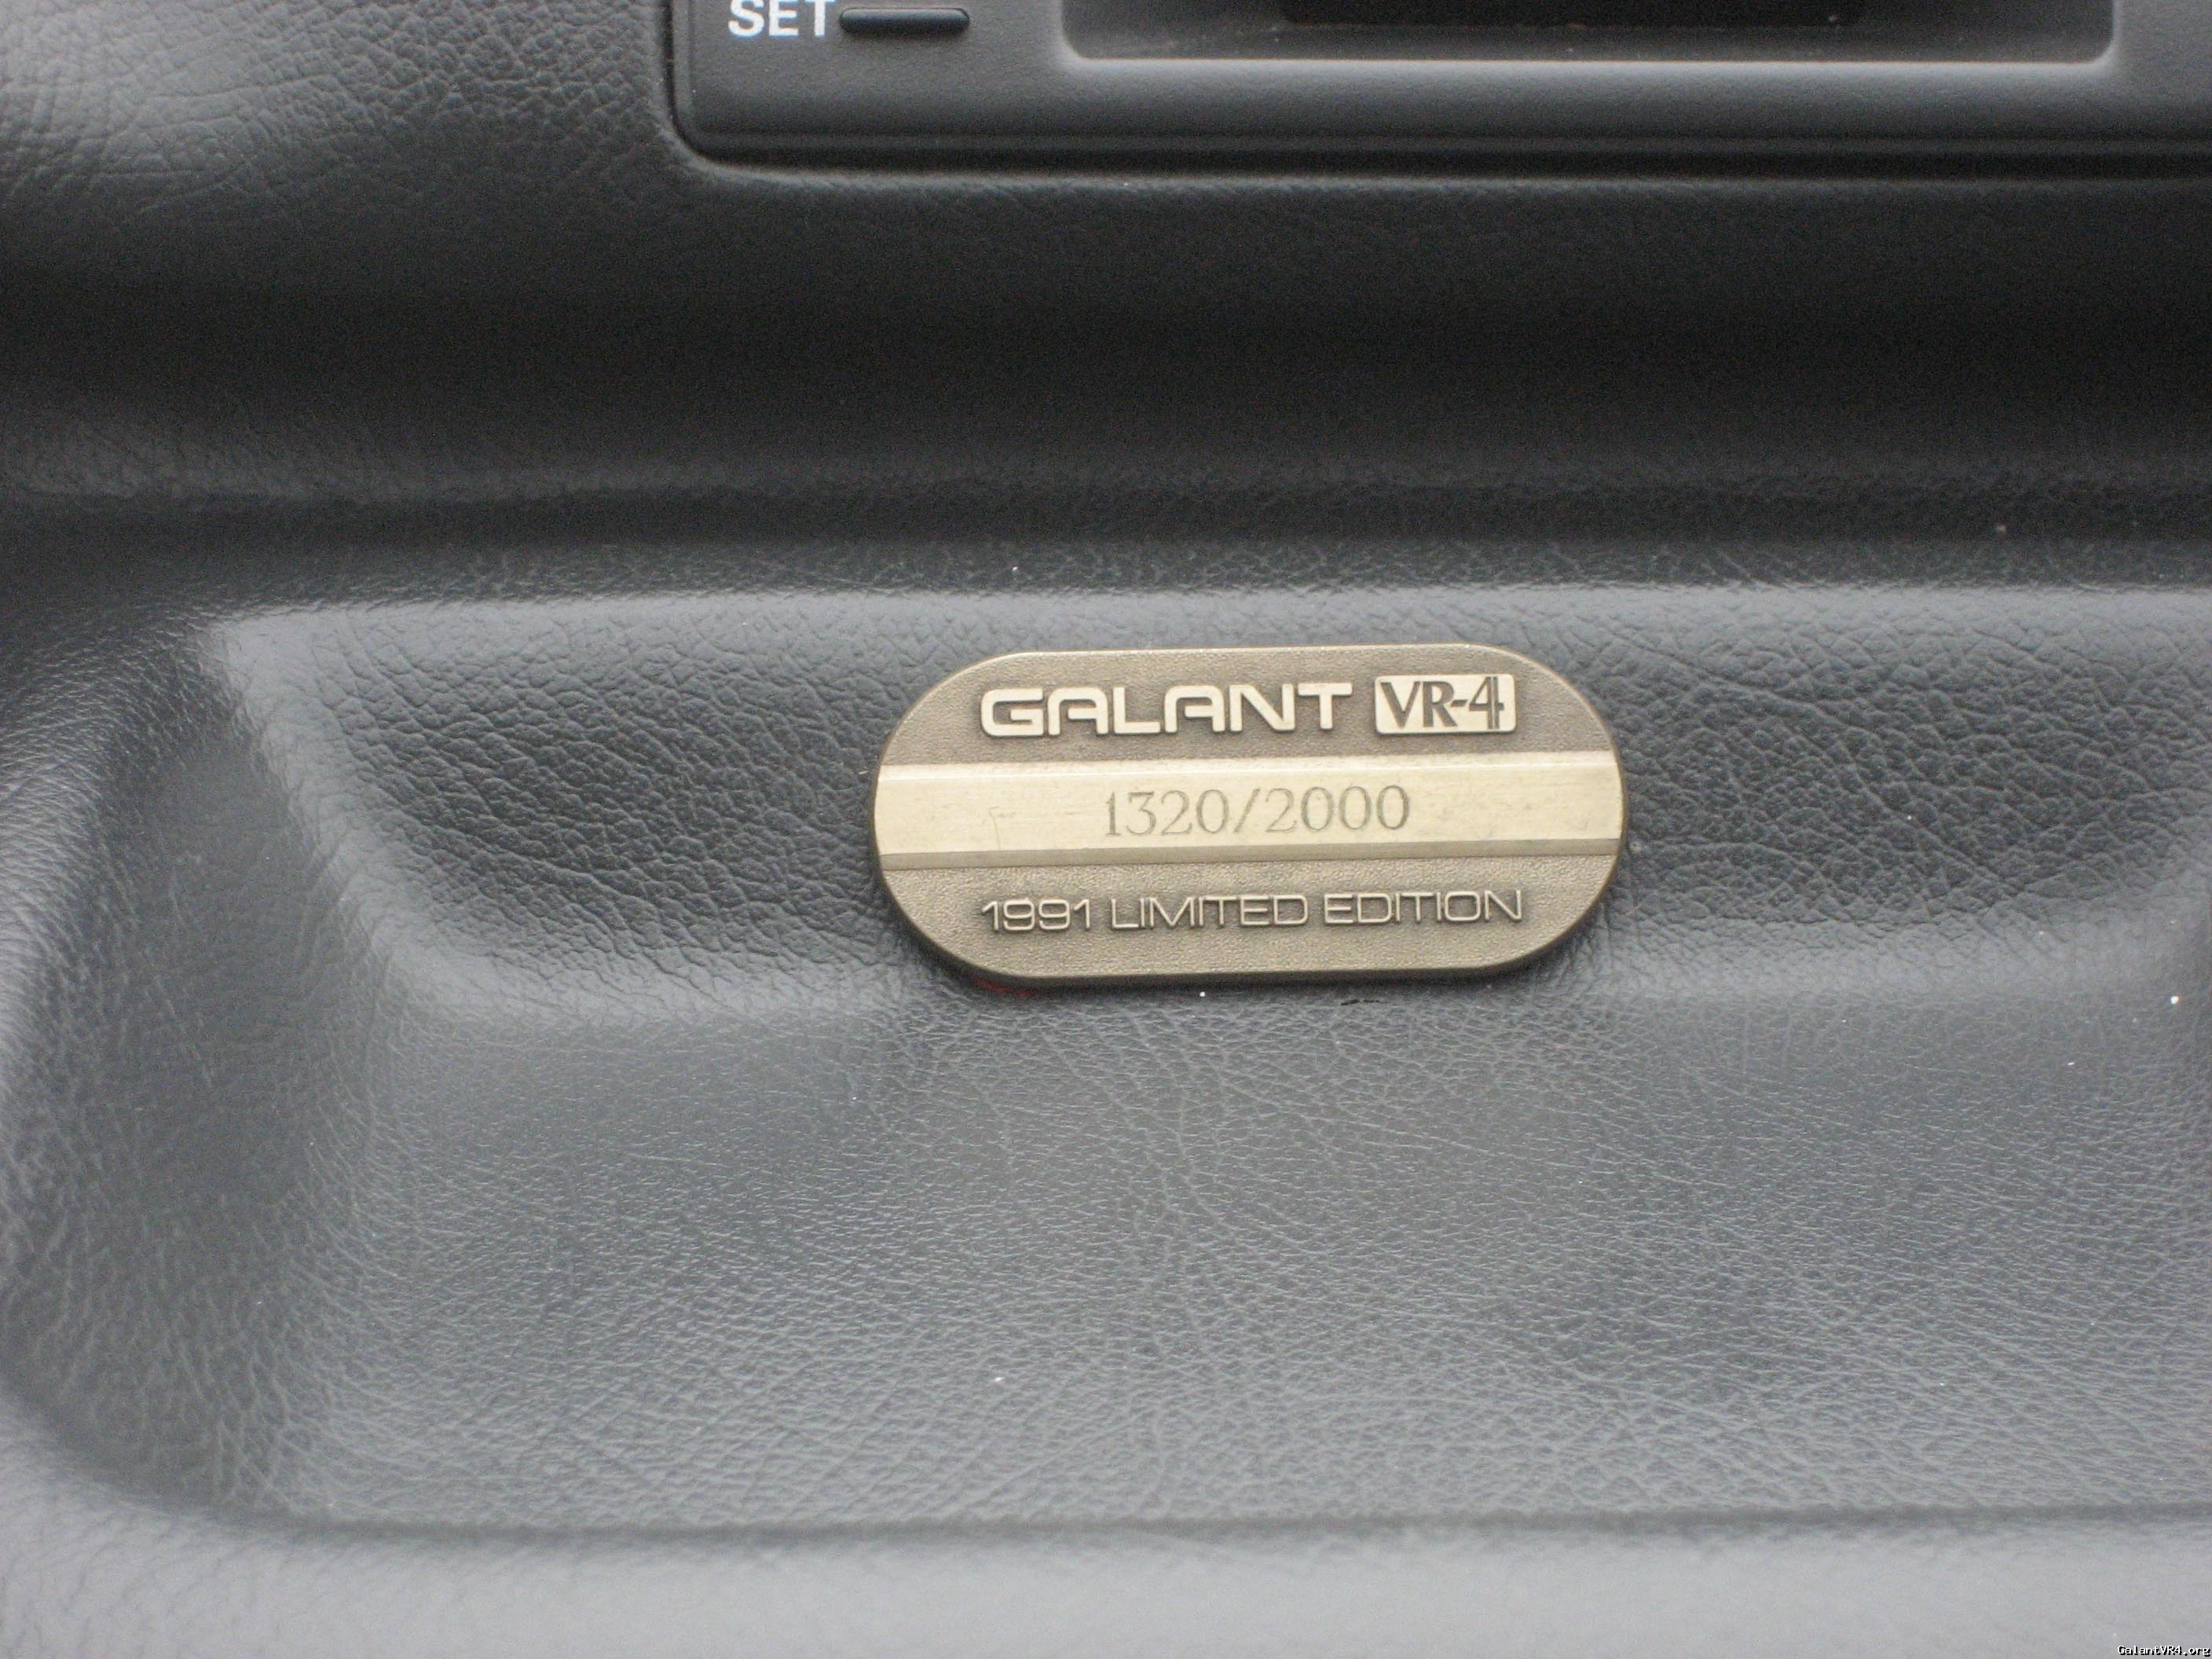 SET
GALANT VR-4
1320/2000
1991 LIMITED EDITION
GalantVR4.org